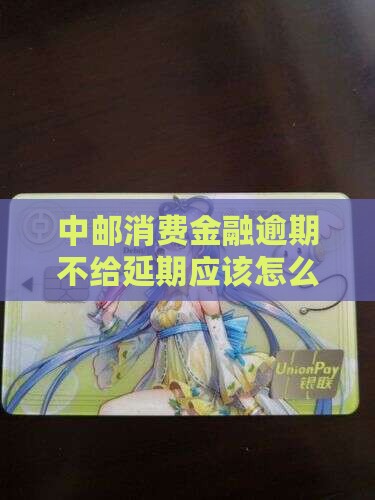 中邮消费金融逾期
不给延期应该怎么
UnionPay
银联